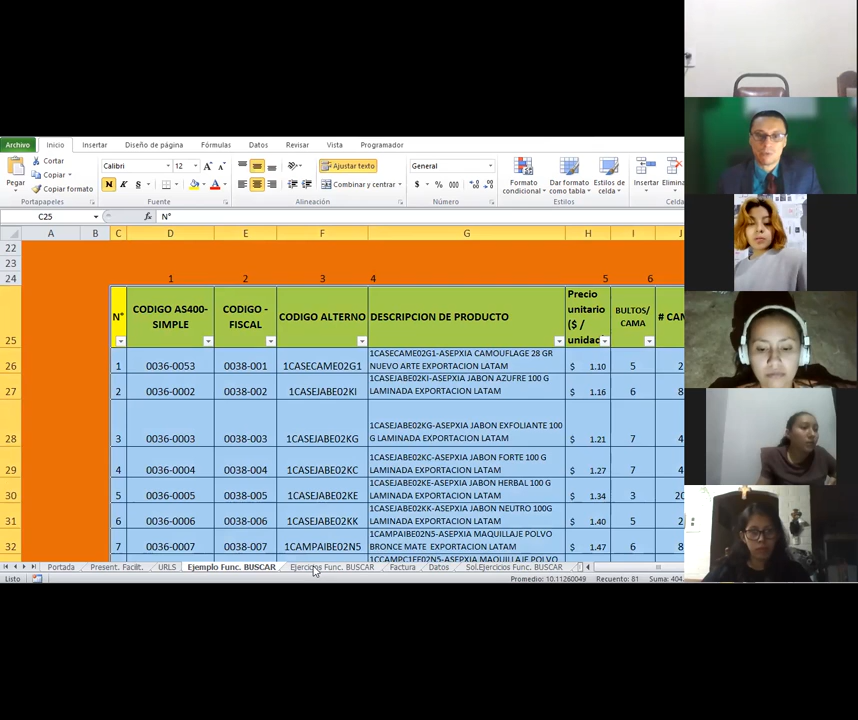 Archivo Inicio Insertar Diseño de página Fórmulas Datos Revisar Vista Programador
Cortar
Copiar
Copiar formato
Pegar
Portapapeles
Calibri 12
N K S
Fuente
Ajustar texto
Combinar y centrar
Alineación
General
$ % 000
Número
Formato condicional
Dar formato como tabla
Estilos de celda
Estilos
Insertar
Celda
C25 fx N°
A B C D E F G H I J
22
23
24 1 2 3 4 5 6
25 N° CODIGO AS400-SIMPLE CODIGO - FISCAL CODIGO ALTERNO DESCRIPCION DE PRODUCTO Precio unitario ($ / unidad BULTOS/ CAMA # CAM
26 1 0036-0053 0038-001 1CASECAME02G1 1CASECAME02G1-ASEPXIA CAMOUFLAGE 28 GR NUEVO ARTE EXPORTACION LATAM $ 1.10 5 2
27 2 0036-0002 0038-002 1CASEJABE02KI 1CASEJABE02KI-ASEPXIA JABON AZUFRE 100 G LAMINADA EXPORTACION LATAM $ 1.16 6 8
28 3 0036-0003 0038-003 1CASEJABE02KG 1CASEJABE02KG-ASEPXIA JABON EXFOLIANTE 100 G LAMINADA EXPORTACION LATAM $ 1.21 7 4
29 4 0036-0004 0038-004 1CASEJABE02KC 1CASEJABE02KC-ASEPXIA JABON FORTE 100 G LAMINADA EXPORTACION LATAM $ 1.27 7 4
30 5 0036-0005 0038-005 1CASEJABE02KE 1CASEJABE02KE-ASEPXIA JABON HERBAL 100 G LAMINADA EXPORTACION LATAM $ 1.34 3 20
31 6 0036-0006 0038-006 1CASEJABE02KK 1CASEJABE02KK-ASEPXIA JABON NEUTRO 100G LAMINADA EXPORTACION LATAM $ 1.40 5 2
32 7 0036-0007 0038-007 1CAMPAIBE02N5 1CAMPAIBE02N5-ASEPXIA MAQUILLAJE POLVO BRONCE MATE EXPORTACION LATAM $ 1.47 6 8
Portada Present. Facilit. URLS Ejemplo Func. BUSCAR Ejercicios Func. BUSCAR Factura Datos Sol.Ejercicios Func. BUSCAR
Listo Promedio: 10.11260049 Recuento: 81 Suma: 404.